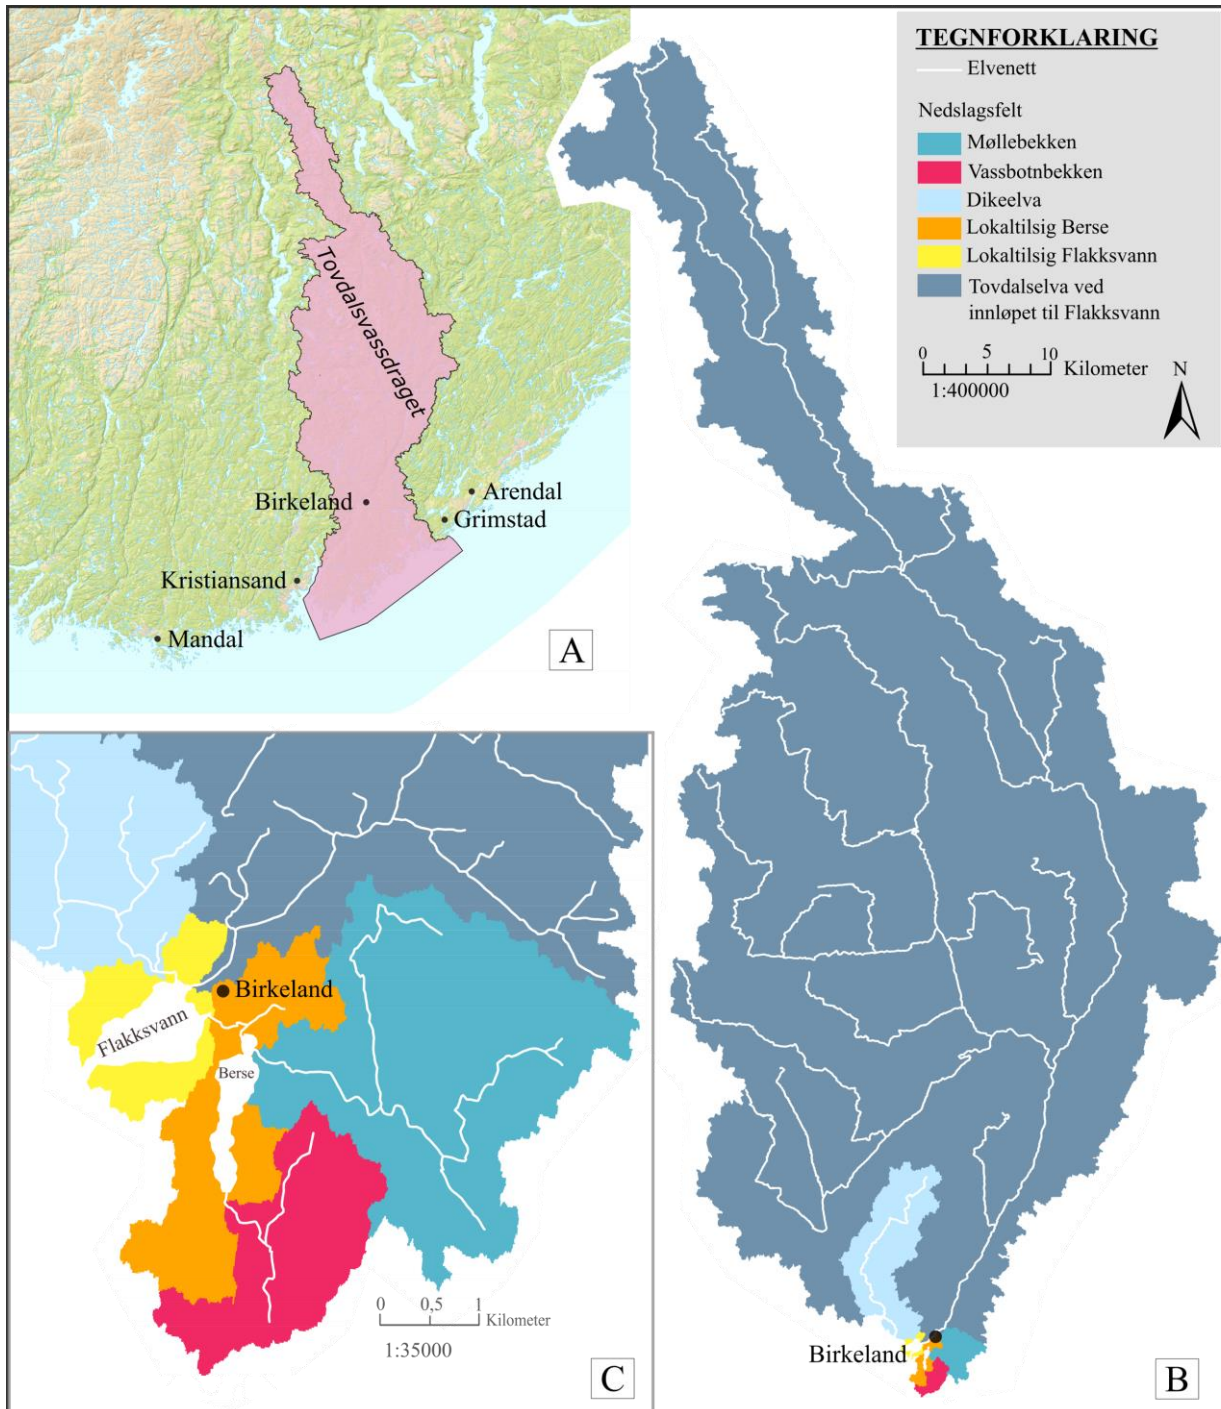 Tovdalsvassdraget
Birkeland
Arendal
Grimstad
Kristiansand
Mandal
A
TEGNFORKLARING
Elvenett
Nedslagsfelt
Møllebekken
Vassbotnbekken
Dikeelva
Lokaltilsig Berse
Lokaltilsig Flakksvann
Tovdalselva ved
innløpet til Flakksvann
0 5 10
Kilometer
1:400000
N
Birkeland
B
Birkeland
Flakksvann
Berse
0 0,5 1
Kilometer
1:35000
C